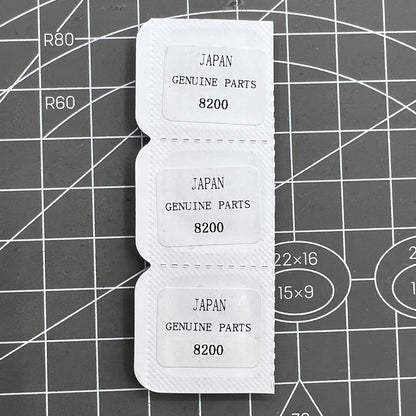 R80
R60
JAPAN
GENUINE PARTS
8200
JAPAN
GENUINE PARTS
8200
22×16
15×9
JAPAN
GENUINE PARTS
8200